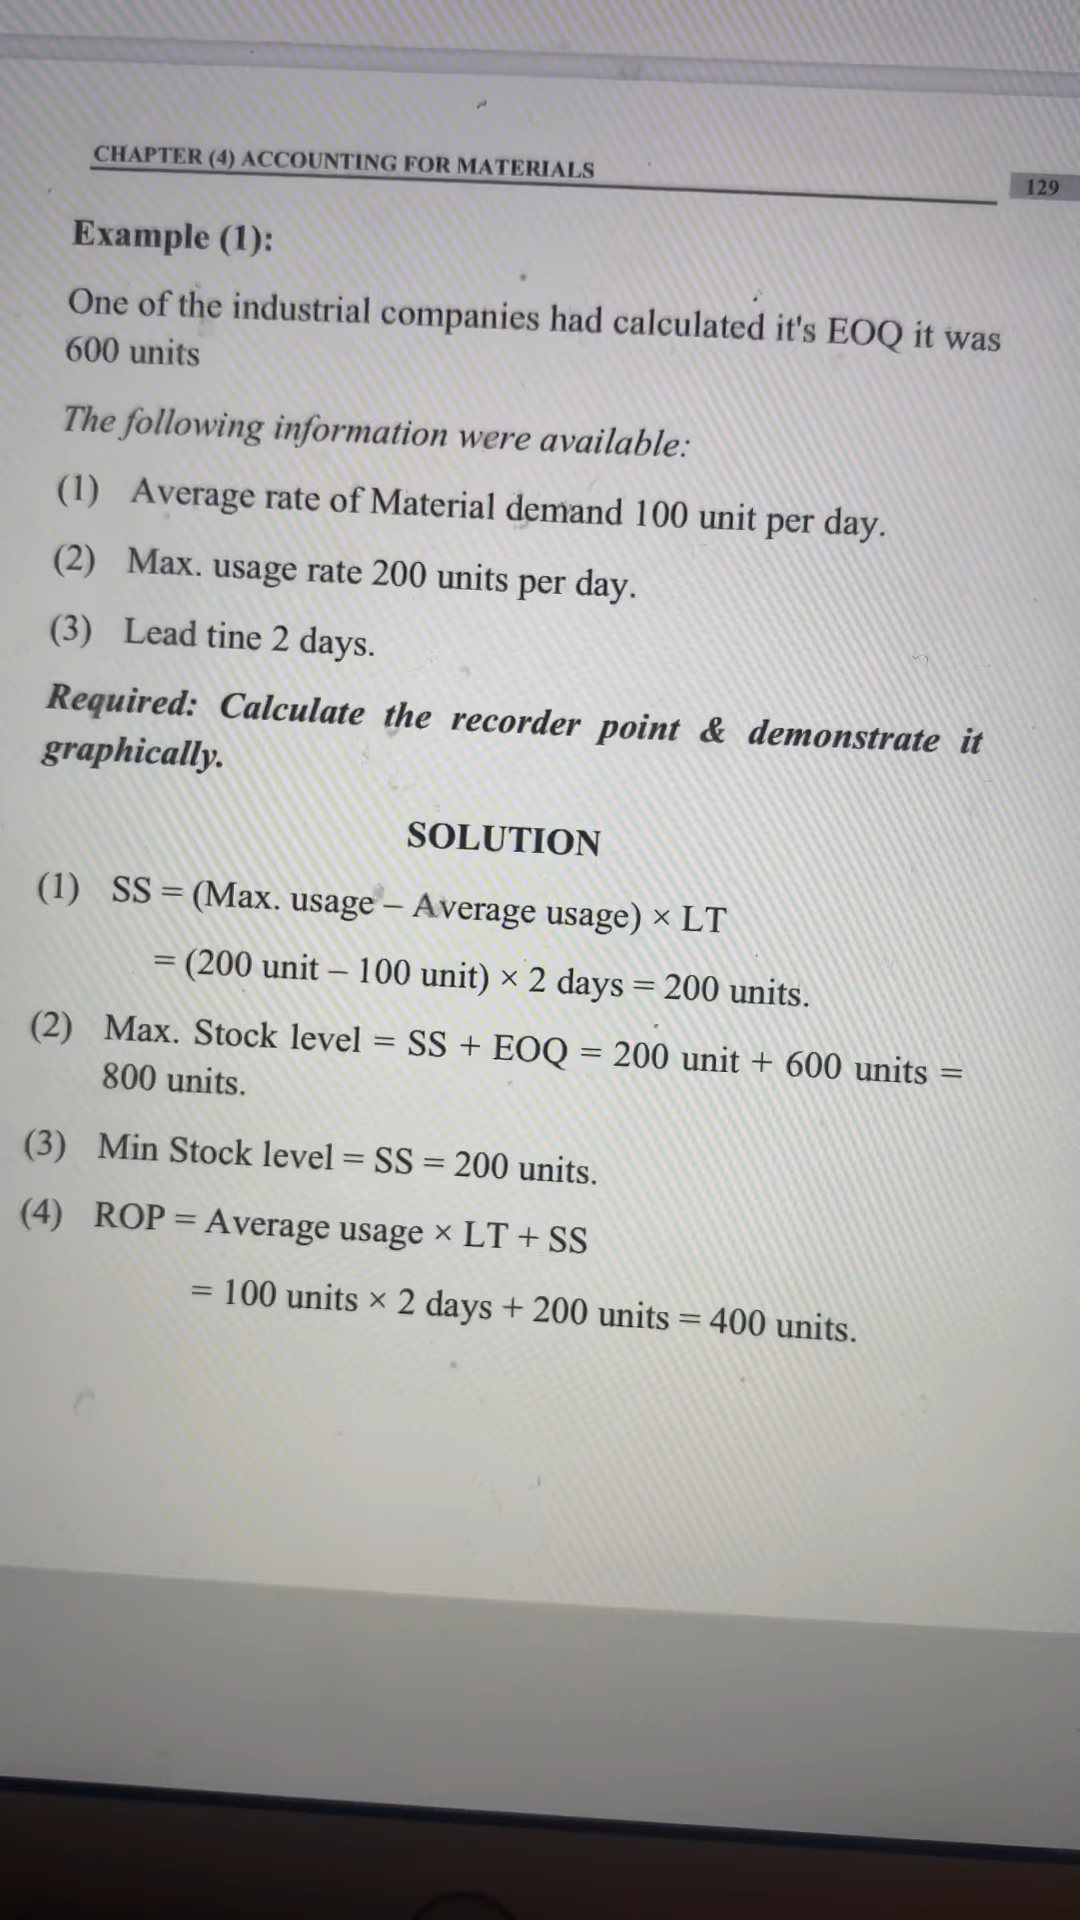 CHAPTER (4) ACCOUNTING FOR MATERIALS
129
Example (1):
One of the industrial companies had calculated it's EOQ it was
600 units
The following information were available:
(1) Average rate of Material demand 100 unit per day.
(2) Max. usage rate 200 units per day.
(3) Lead tine 2 days.
Required: Calculate the recorder point & demonstrate it
graphically.
SOLUTION
(1) SS = (Max. usage – Average usage) × LT
= (200 unit – 100 unit) × 2 days = 200 units.
(2) Max. Stock level = SS + EOQ = 200 unit + 600 units =
800 units.
(3) Min Stock level = SS = 200 units.
(4) ROP = Average usage × LT + SS
= 100 units × 2 days + 200 units = 400 units.